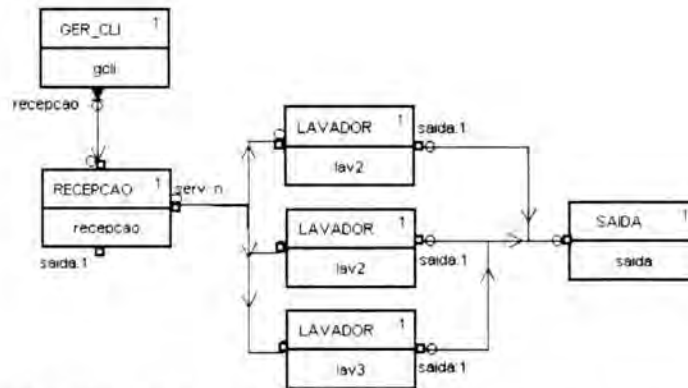 GER_CLI 1
gcli
recepcao
RECEPCAO 1
serv:n
recepcao
saida:1
LAVADOR 1
saida:1
lav2
LAVADOR 1
lav2
saida:1
LAVADOR 1
lav3
saida:1
SAIDA 1
saida